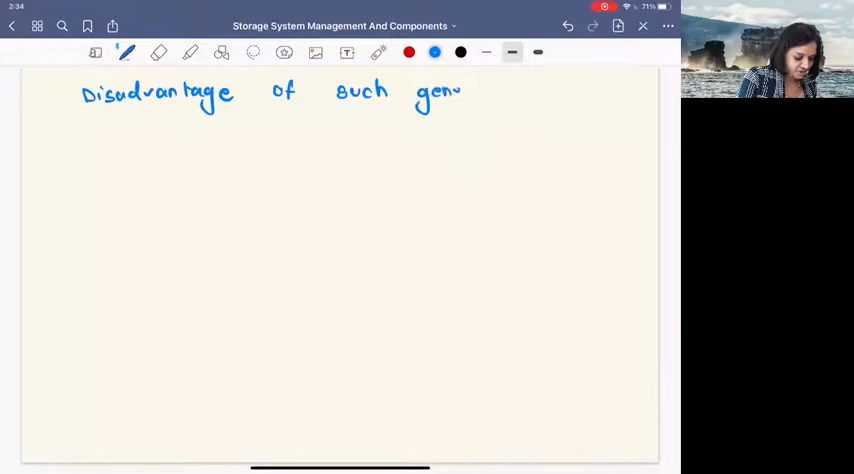 2:34
71%
Storage System Management And Components
Disadvantage of such gen